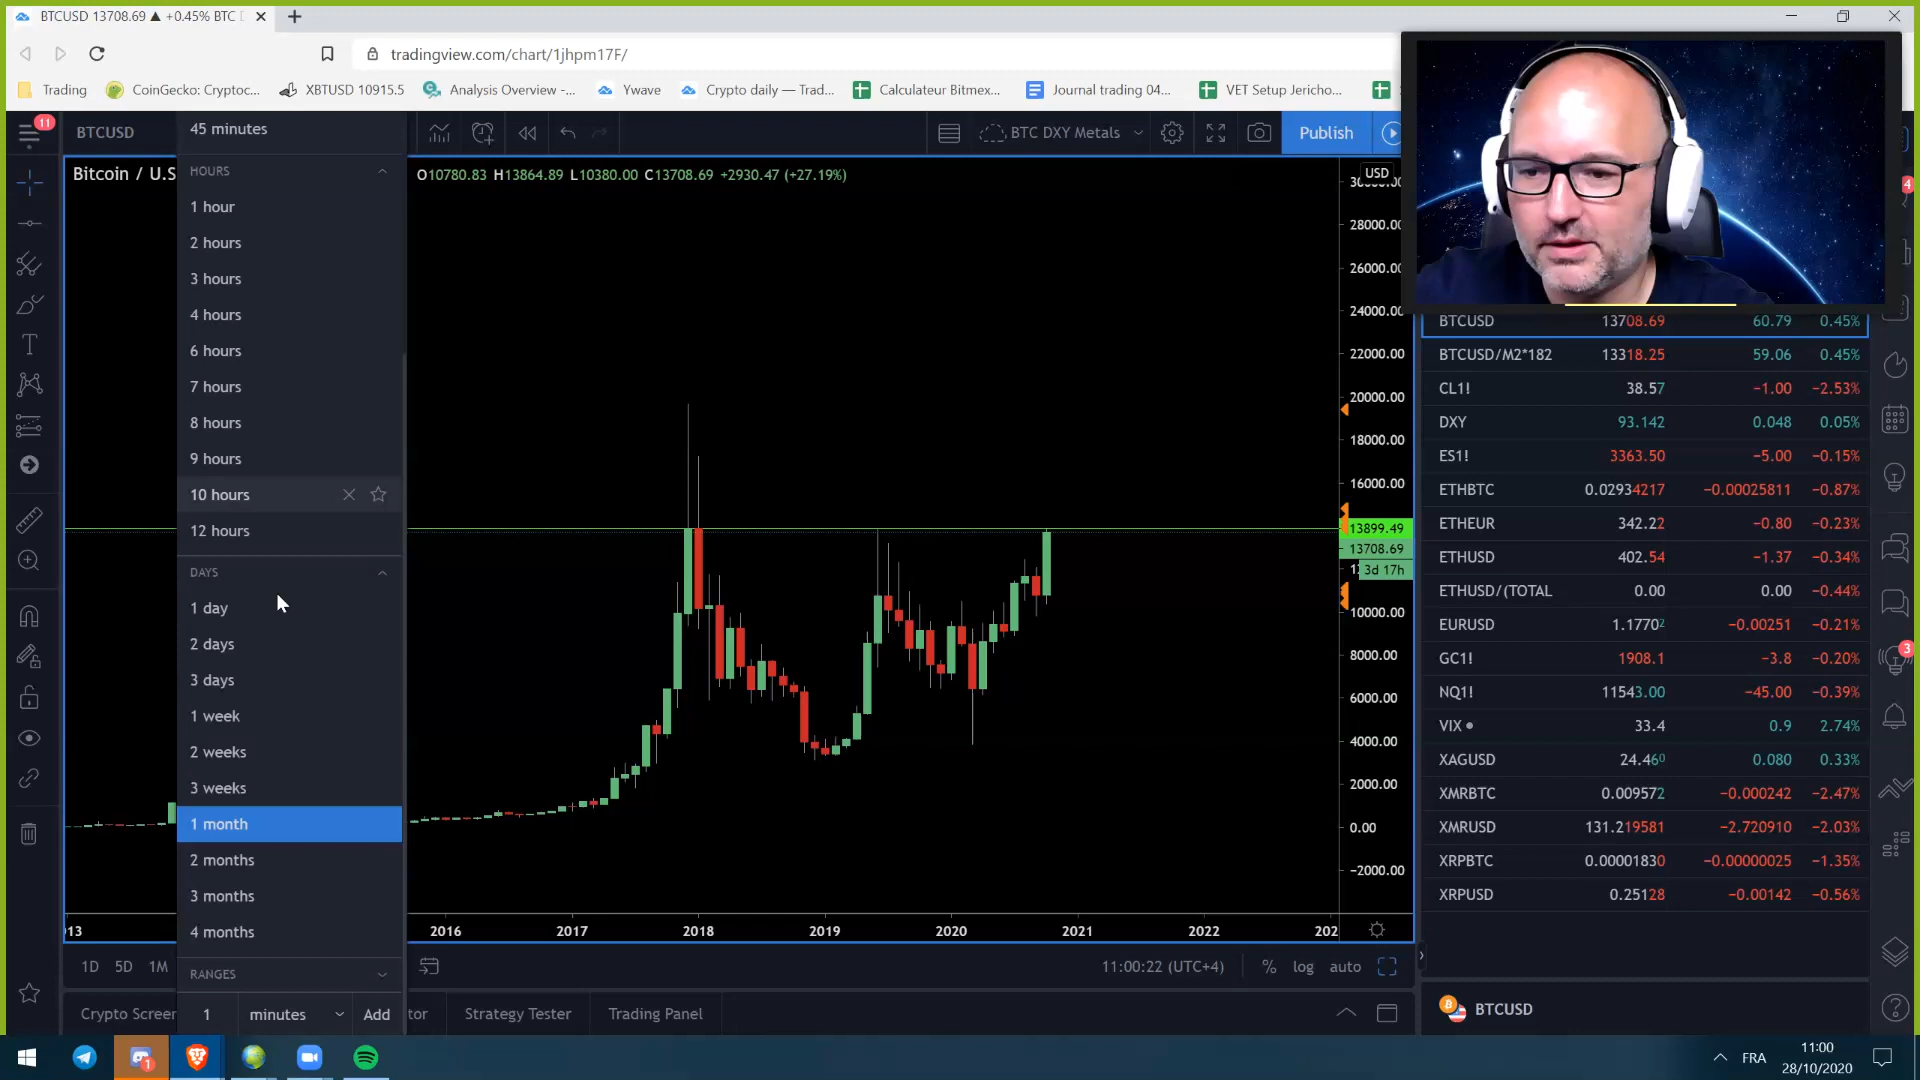 BTCUSD 13708.69 ▲ +0.45% BTC
tradingview.com/chart/1jhpm17F/
Trading
CoinGecko: Cryptoc...
XBTUSD 10915.5
Analysis Overview -...
Ywave
Crypto daily — Trad...
Calculateur Bitmex...
Journal trading 04...
VET Setup Jericho...
11
BTCUSD
45 minutes
BTC DXY Metals
Publish
Bitcoin / U.S
O10780.83 H13864.89 L10380.00 C13708.69 +2930.47 (+27.19%)
USD
HOURS
1 hour
2 hours
3 hours
4 hours
6 hours
7 hours
8 hours
9 hours
10 hours
12 hours
DAYS
1 day
2 days
3 days
1 week
2 weeks
3 weeks
1 month
2 months
3 months
4 months
RANGES
1 minutes Add
28000.00
26000.00
24000.00
22000.00
20000.00
18000.00
16000.00
13899.49
13708.69
3d 17h
10000.00
8000.00
6000.00
4000.00
2000.00
0.00
−2000.00
2016 2017 2018 2019 2020 2021 2022
1D 5D 1M
11:00:22 (UTC+4) % log auto
Strategy Tester
Trading Panel
BTCUSD 13708.69 60.79 0.45%
BTCUSD/M2*182 13318.25 59.06 0.45%
CL1! 38.57 −1.00 −2.53%
DXY 93.142 0.048 0.05%
ES1! 3363.50 −5.00 −0.15%
ETHBTC 0.02934217 −0.00025811 −0.87%
ETHEUR 342.22 −0.80 −0.23%
ETHUSD 402.54 −1.37 −0.34%
ETHUSD/(TOTAL 0.00 0.00 −0.44%
EURUSD 1.17702 −0.00251 −0.21%
GC1! 1908.1 −3.8 −0.20%
NQ1! 11543.00 −45.00 −0.39%
VIX 33.4 0.9 2.74%
XAGUSD 24.460 0.080 0.33%
XMRBTC 0.009572 −0.000242 −2.47%
XMRUSD 131.219581 −2.720910 −2.03%
XRPBTC 0.00001830 −0.00000025 −1.35%
XRPUSD 0.25128 −0.00142 −0.56%
4
3
BTCUSD
1
FRA
11:00
28/10/2020